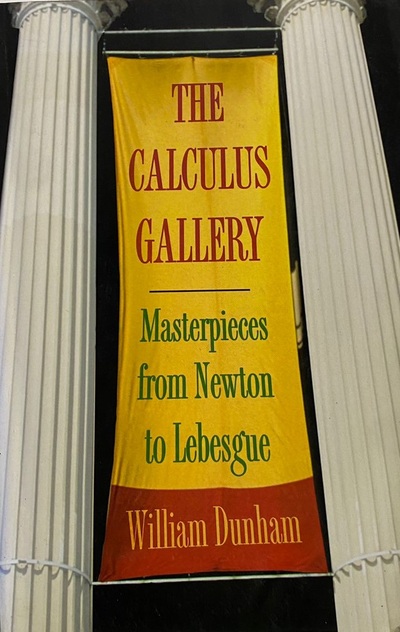 THE
CALCULUS
GALLERY
Masterpieces
from Newton
to Lebesgue
William Dunham